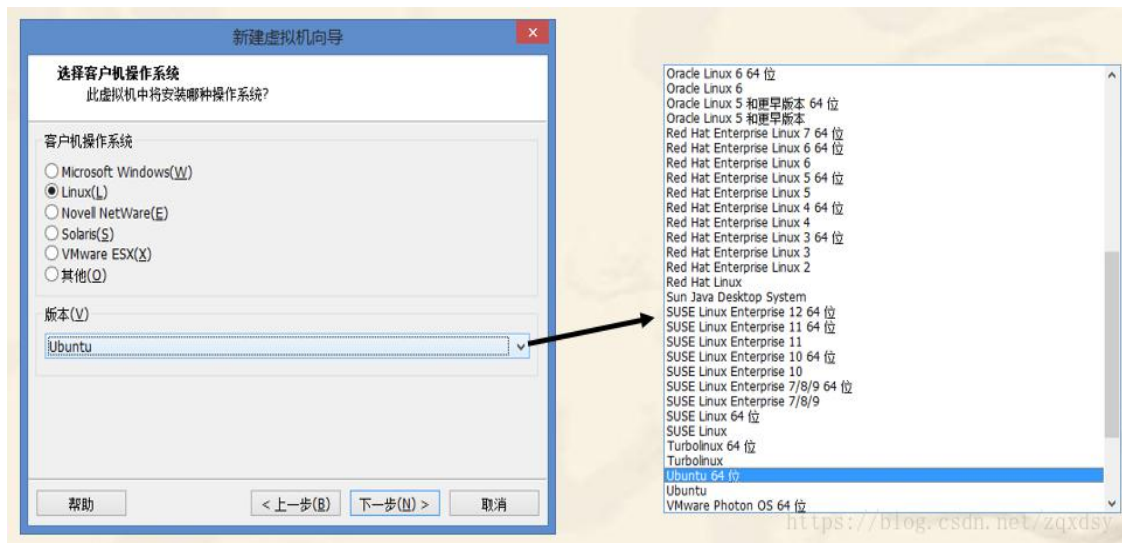 新建虚拟机向导
选择客户机操作系统
此虚拟机中将安装哪种操作系统?
客户机操作系统
Microsoft Windows(W)
Linux(L)
Novell NetWare(E)
Solaris(S)
VMware ESX(X)
其他(O)
版本(V)
Ubuntu
帮助
< 上一步(B)
下一步(N) >
取消
Oracle Linux 6 64 位
Oracle Linux 6
Oracle Linux 5 和更早版本 64 位
Oracle Linux 5 和更早版本
Red Hat Enterprise Linux 7 64 位
Red Hat Enterprise Linux 6 64 位
Red Hat Enterprise Linux 6
Red Hat Enterprise Linux 5 64 位
Red Hat Enterprise Linux 5
Red Hat Enterprise Linux 4 64 位
Red Hat Enterprise Linux 4
Red Hat Enterprise Linux 3 64 位
Red Hat Enterprise Linux 3
Red Hat Enterprise Linux 2
Red Hat Linux
Sun Java Desktop System
SUSE Linux Enterprise 12 64 位
SUSE Linux Enterprise 11 64 位
SUSE Linux Enterprise 11
SUSE Linux Enterprise 10 64 位
SUSE Linux Enterprise 10
SUSE Linux Enterprise 7/8/9 64 位
SUSE Linux Enterprise 7/8/9
SUSE Linux 64 位
SUSE Linux
Turbolinux 64 位
Turbolinux
Ubuntu 64 位
Ubuntu
VMware Photon OS 64 位
https://blog.csdn.net/zqxdsy